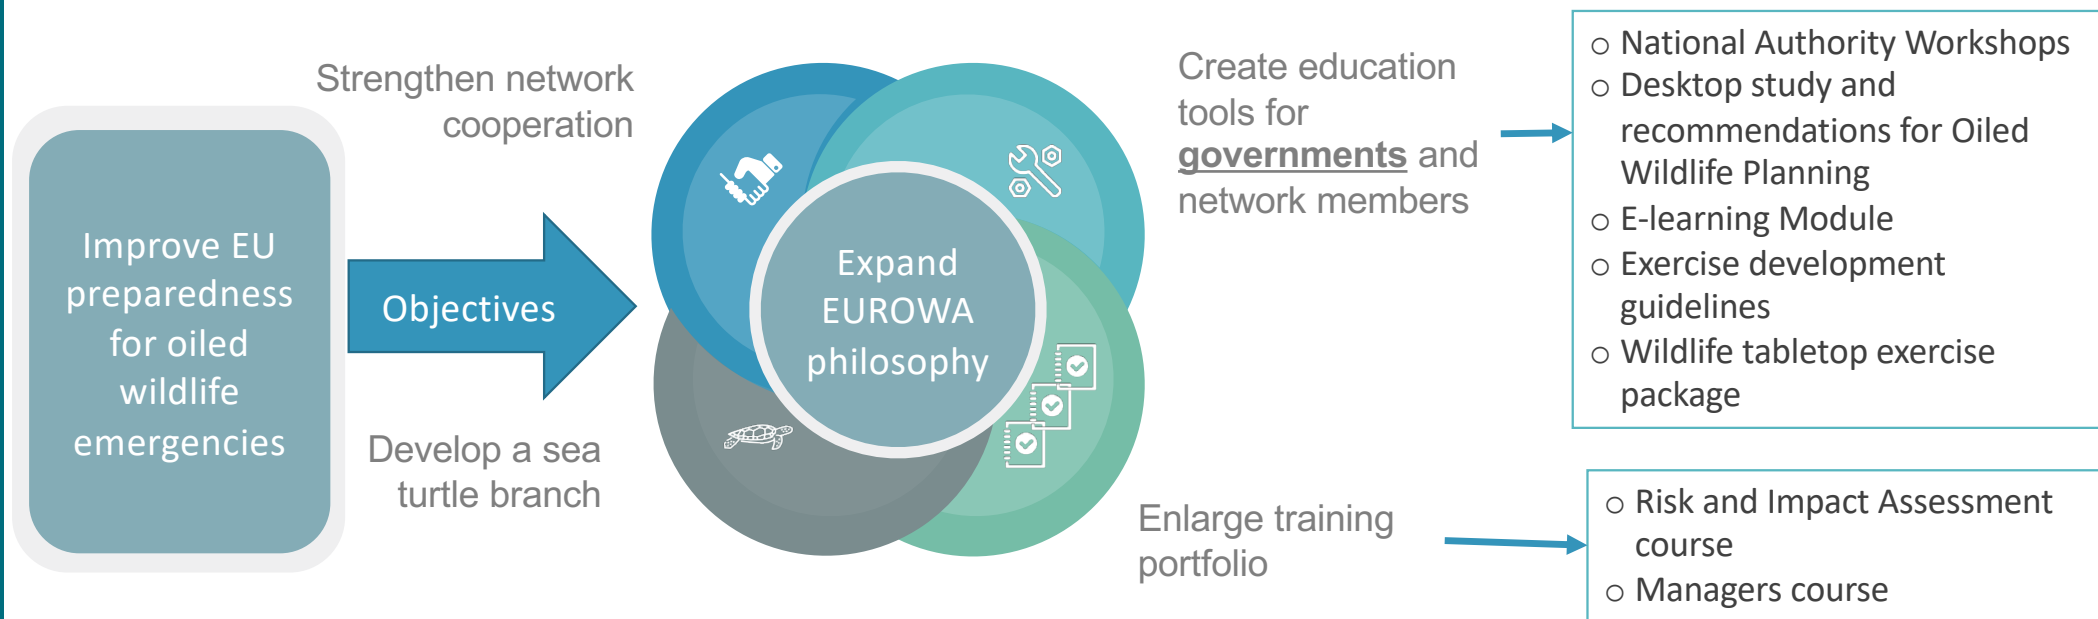 Improve EU
preparedness
for oiled
wildlife
emergencies
Objectives
Strengthen network
cooperation
Develop a sea
turtle branch
Expand
EUROWA
philosophy
Create education
tools for
governments and
network members
Enlarge training
portfolio
o National Authority Workshops
o Desktop study and
recommendations for Oiled
Wildlife Planning
o E-learning Module
o Exercise development
guidelines
o Wildlife tabletop exercise
package
o Risk and Impact Assessment
course
o Managers course